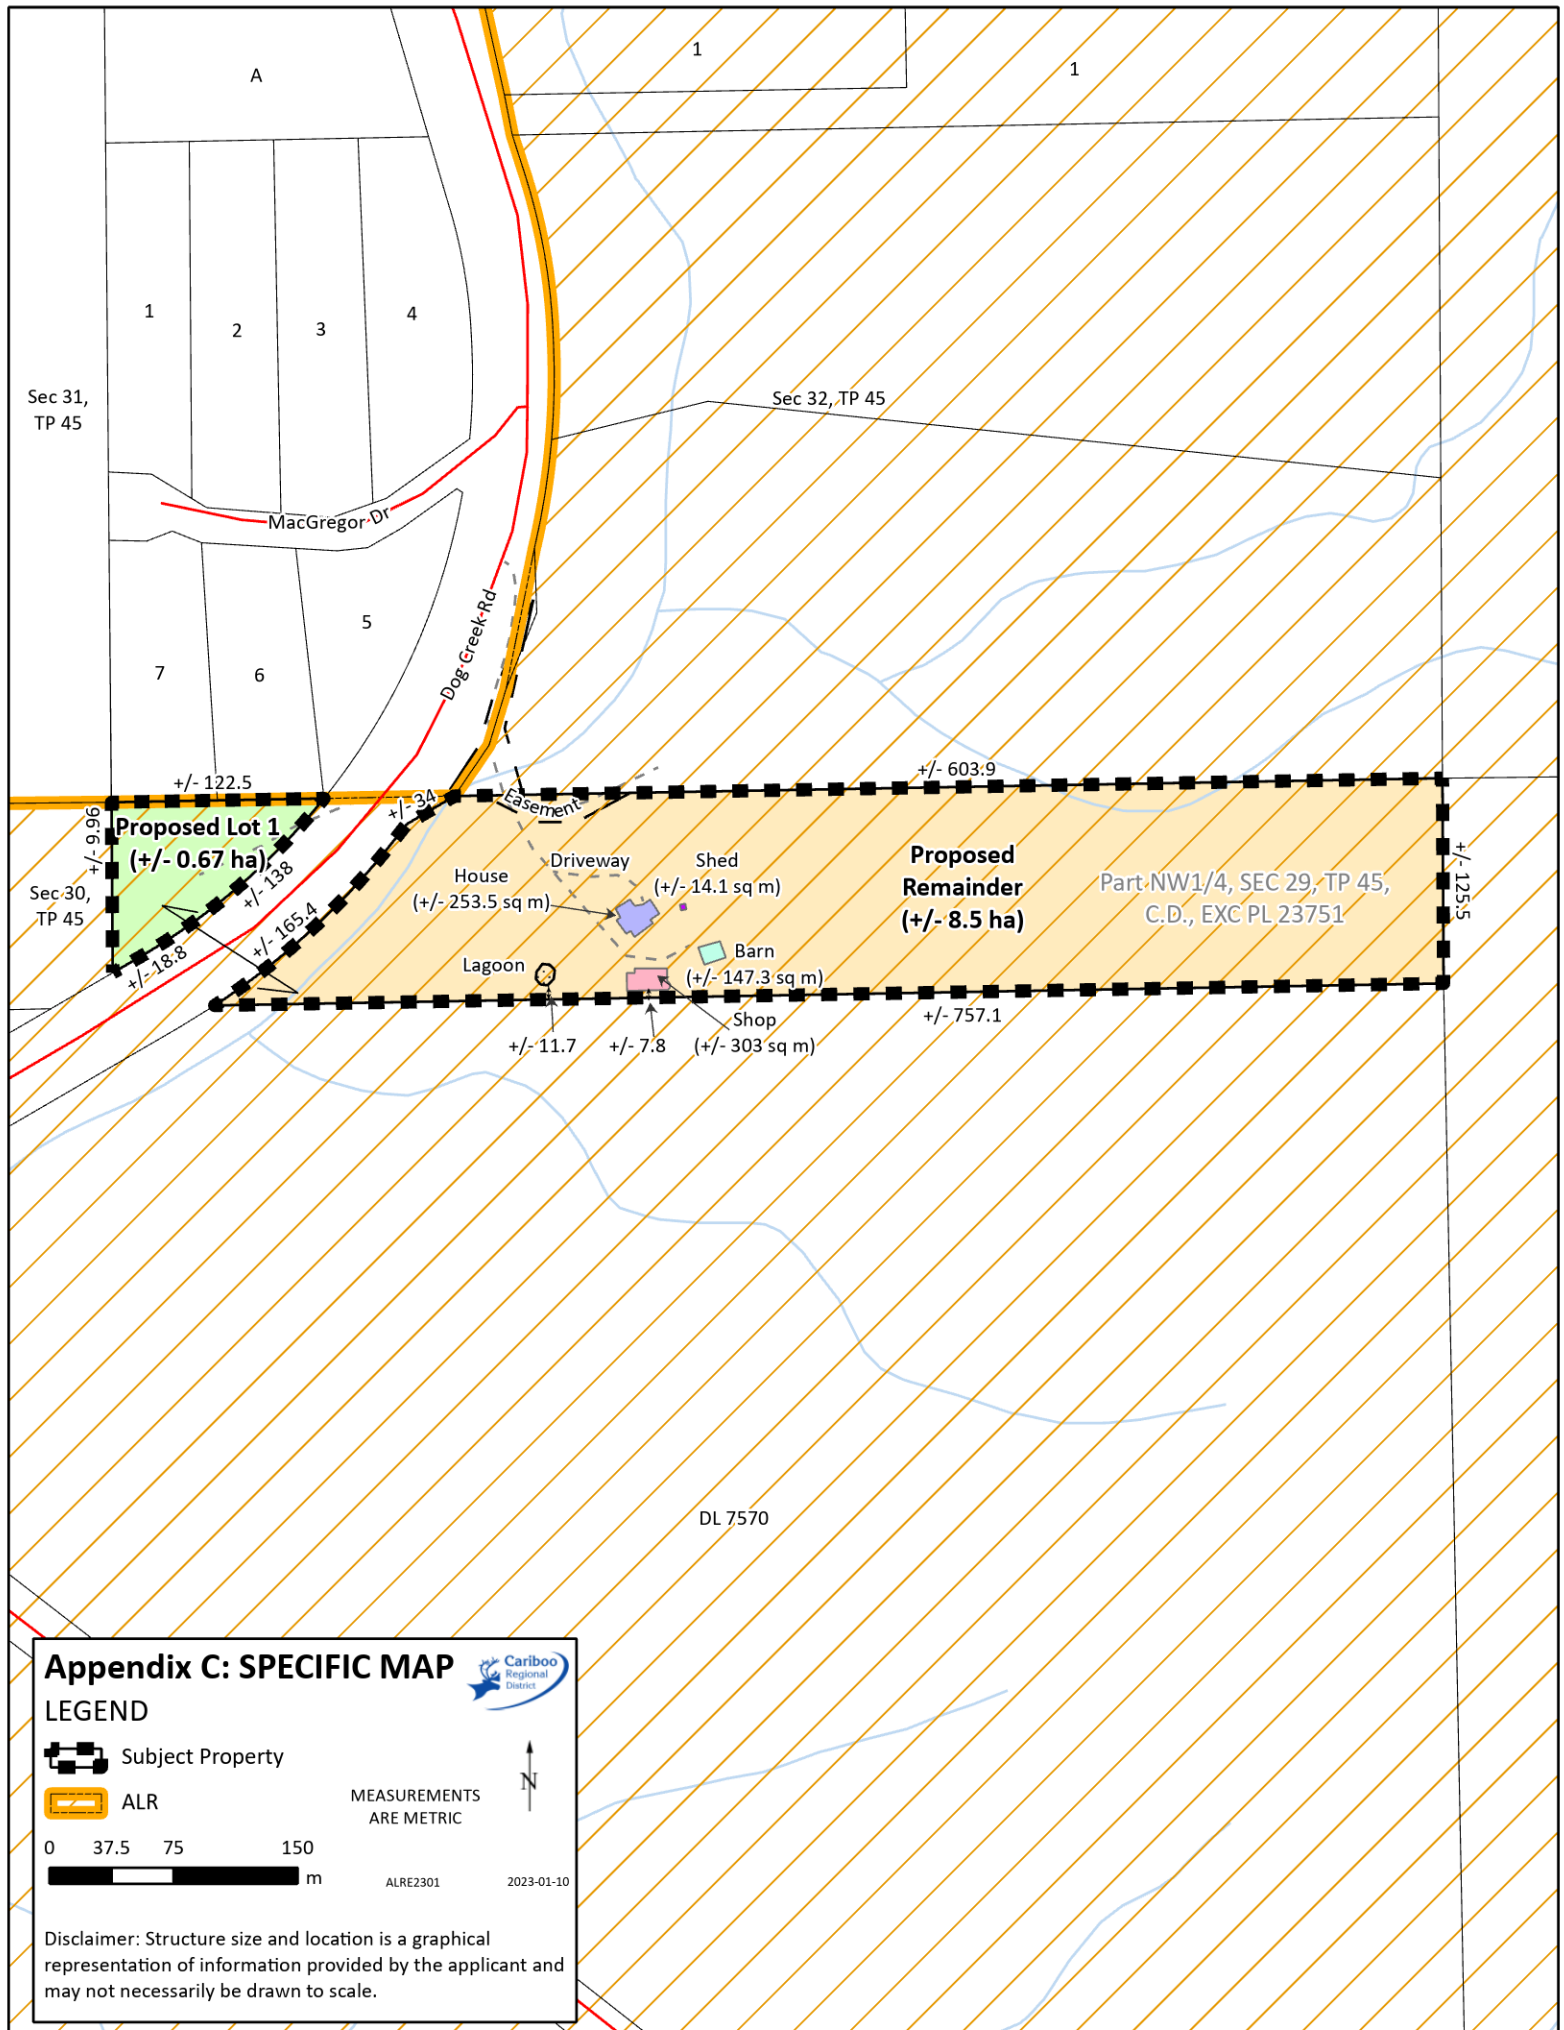 A
1
1
1
2
3
4
Sec 31,
TP 45
Sec 32, TP 45
MacGregor Dr
Dog Creek Rd
5
7
6
+/- 122.5
+/- 603.9
+/- 34
Easement
+/- 9.96
Proposed Lot 1
(+/- 0.67 ha)
+/- 138
Sec 30,
TP 45
+/- 18.8
+/- 165.4
Driveway
House
(+/- 253.5 sq m)
Shed
(+/- 14.1 sq m)
Proposed
Remainder
(+/- 8.5 ha)
Part NW1/4, SEC 29, TP 45,
C.D., EXC PL 23751
+/- 125.5
Lagoon
Barn
(+/- 147.3 sq m)
+/- 757.1
Shop
(+/- 303 sq m)
+/- 11.7
+/- 7.8
DL 7570
Appendix C: SPECIFIC MAP
Cariboo
Regional
District
LEGEND
Subject Property
ALR
MEASUREMENTS
ARE METRIC
N
0 37.5 75 150
m
ALRE2301
2023-01-10
Disclaimer: Structure size and location is a graphical
representation of information provided by the applicant and
may not necessarily be drawn to scale.